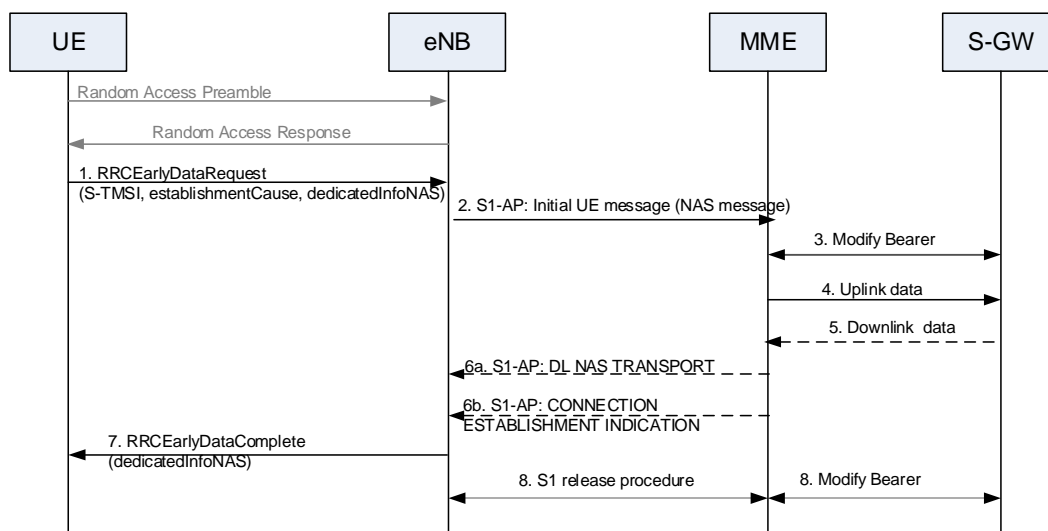 UE eNB MME S-GW
Random Access Preamble
Random Access Response
1. RRCEarlyDataRequest
(S-TMSI, establishmentCause, dedicatedInfoNAS)
2. S1-AP: Initial UE message (NAS message)
3. Modify Bearer
4. Uplink data
5. Downlink data
6a. S1-AP: DL NAS TRANSPORT
6b. S1-AP: CONNECTION
ESTABLISHMENT INDICATION
7. RRCEarlyDataComplete
(dedicatedInfoNAS)
8. S1 release procedure 8. Modify Bearer